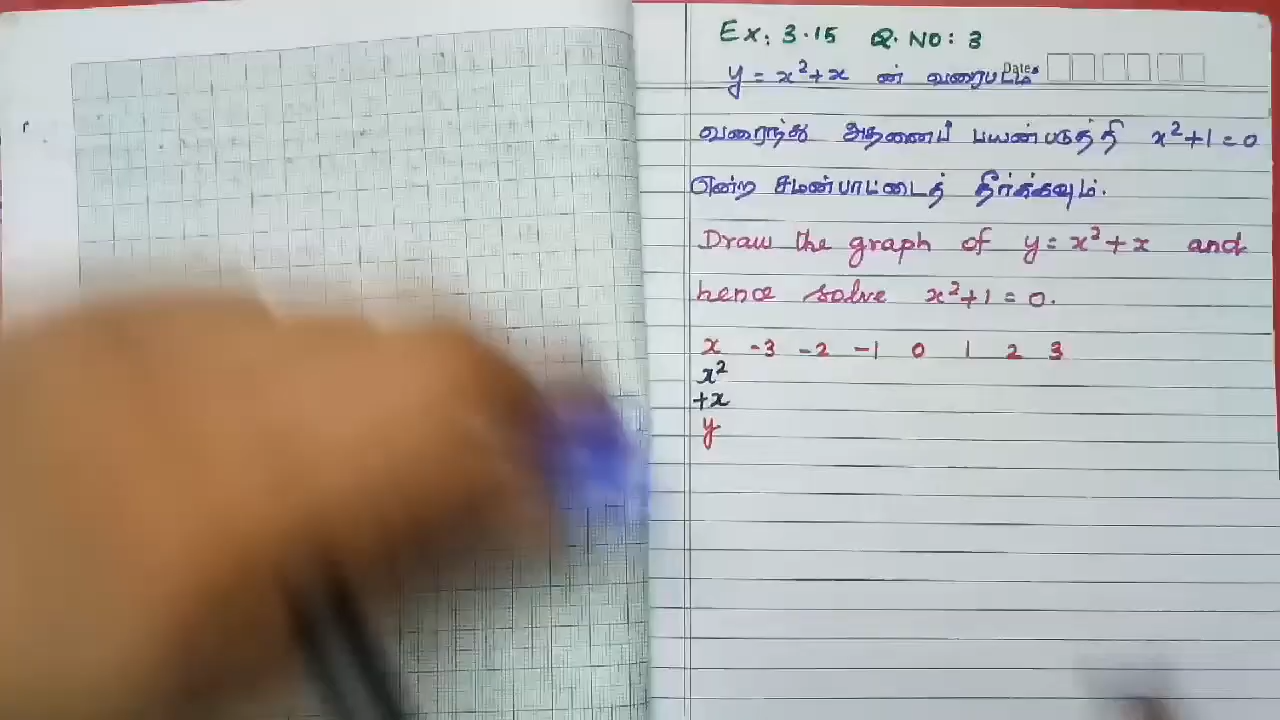 Ex: 3.15 Q. NO: 3
Date
y = x²+x ன் வரைபடம்
வரைந்து அதனைப் பயன்படுத்தி x²+1=0
என்ற சமன்பாட்டைத் தீர்க்கவும்.
Draw the graph of y = x²+x and
hence solve x²+1 = 0.
x -3 -2 -1 0 1 2 3
x²
+x
y